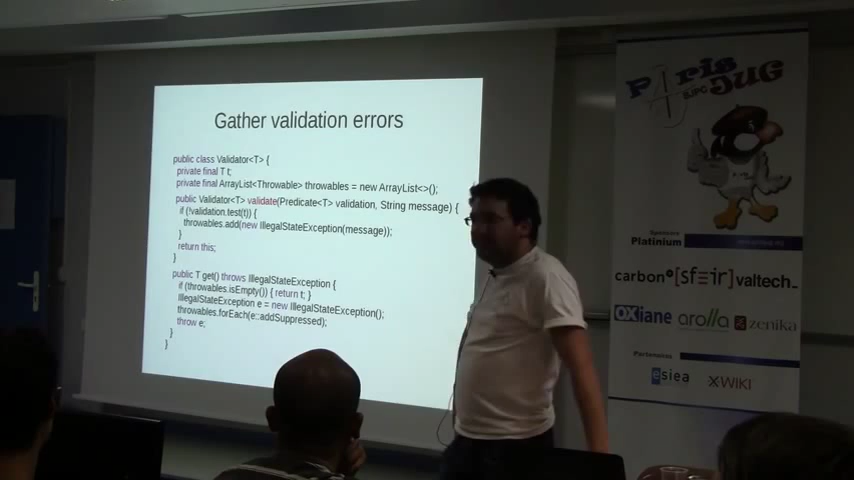 Gather validation errors
public class Validator<T> {
private final T t;
private final ArrayList<Throwable> throwables = new ArrayList<>();
public Validator<T> validate(Predicate<T> validation, String message) {
if (!validation.test(t)) {
throwables.add(new IllegalStateException(message));
}
return this;
}
public T get() throws IllegalStateException {
if (throwables.isEmpty()) { return t; }
IllegalStateException e = new IllegalStateException();
throwables.forEach(e::addSuppressed);
throw e;
}
}
Paris JUG
Sponsors
Platinium
carbon [sfeir] valtech_
OXiane arolla zenika
Partenaires
esiea XWIKI